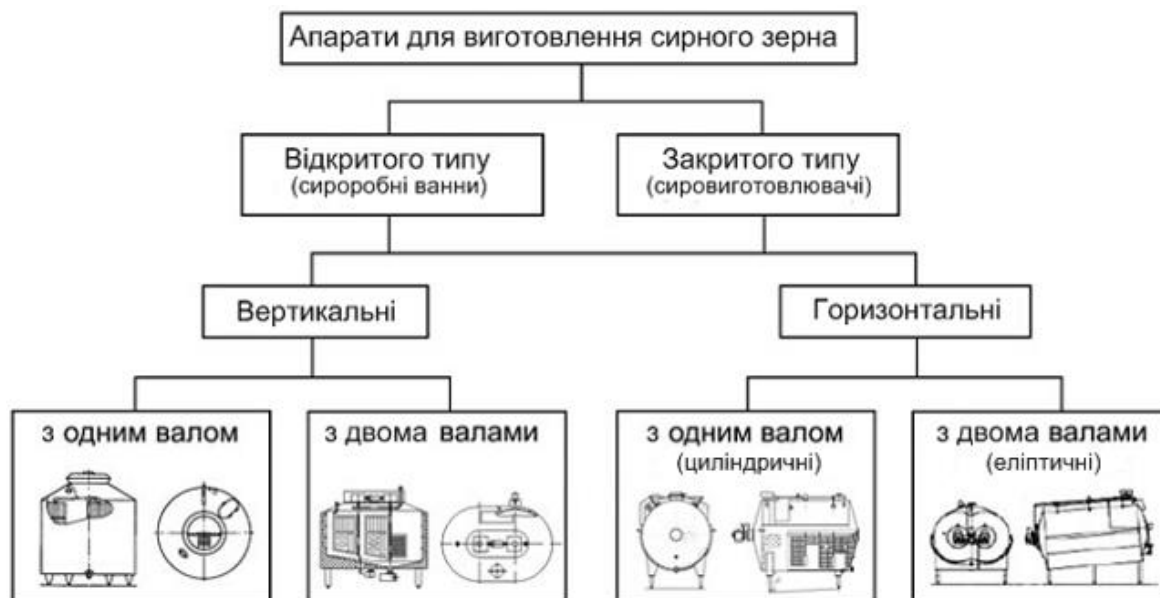 Апарати для виготовлення сирного зерна
Відкритого типу
(сироробні ванни)
Закритого типу
(сировиготовлювачі)
Вертикальні
Горизонтальні
з одним валом
з двома валами
з одним валом
(циліндричні)
з двома валами
(еліптичні)